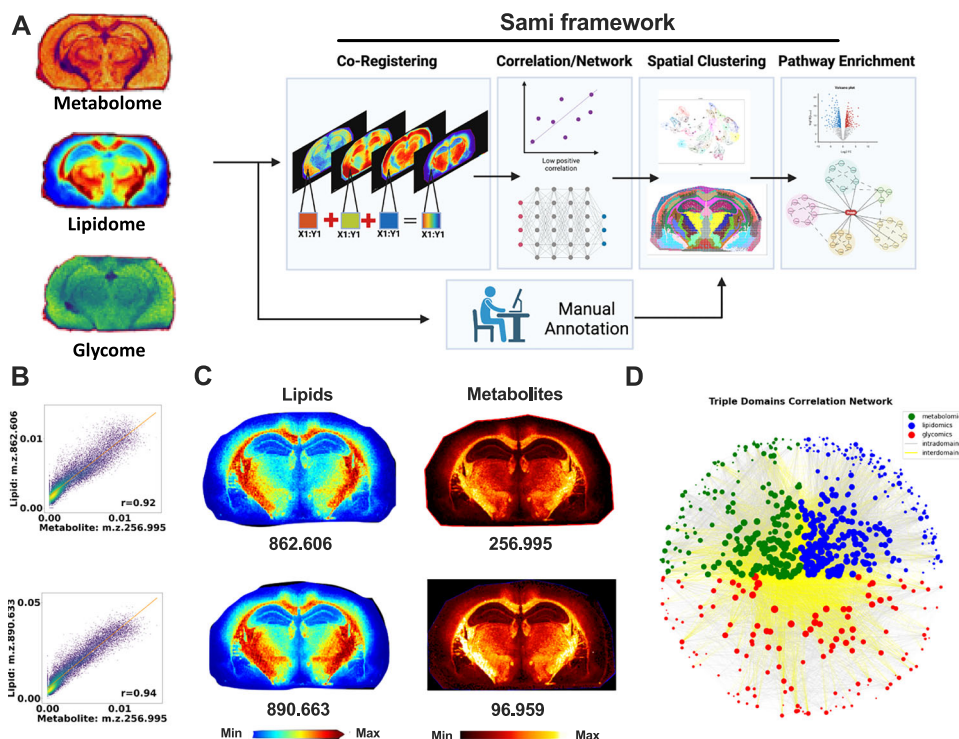 A
Metabolome
Lipidome
Glycome
Sami framework
Co-Registering
Correlation/Network
Spatial Clustering
Pathway Enrichment
X1:Y1 + X1:Y1 + X1:Y1 = X1:Y1
Low positive
correlation
Volcano plot
Manual
Annotation
B
Lipid: m.z.862.606
0.01
0.00
0
0.01
r=0.92
Metabolite: m.z.256.995
Lipid: m.z.890.633
0.05
0.00
0
0.01
r=0.94
Metabolite: m.z.256.995
C
Lipids
Metabolites
862.606
256.995
890.663
96.959
Min
Max
Min
Max
D
Triple Domains Correlation Network
metabolomic
lipidomics
glycomics
intradomain
interdomain